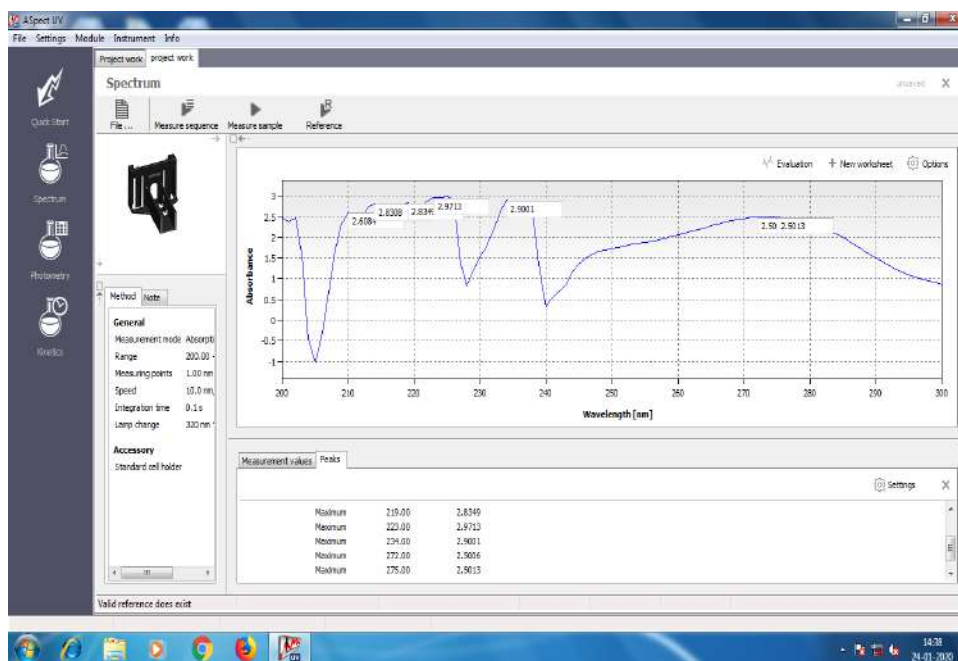 ASpect UV
File Settings Module Instrument Info
Project work project work
Spectrum
unsaved X
File ... Measure sequence Measure sample Reference
Quick Start
Spectrum
Photometry
Kinetics
Evaluation + New worksheet Options
3
2.5
2
1.5
1
0.5
0
-0.5
-1
Absorbance
2.6084 2.8308 2.8349 2.9713 2.9001 2.50 2.5013
200 210 220 230 240 250 260 270 280 290 300
Wavelength [nm]
Method Note
General
Measurement mode Absorpti
Range 200.00 -
Measuring points 1.00 nm
Speed 10.0 nm,
Integration time 0.1 s
Lamp change 320 nm
Accessory
Standard cell holder
Measurement values Peaks
Settings X
Maximum 219.00 2.8349
Maximum 223.00 2.9713
Maximum 234.00 2.9001
Maximum 272.00 2.5006
Maximum 275.00 2.5013
Valid reference does exist
UV
14:38
24-01-2020